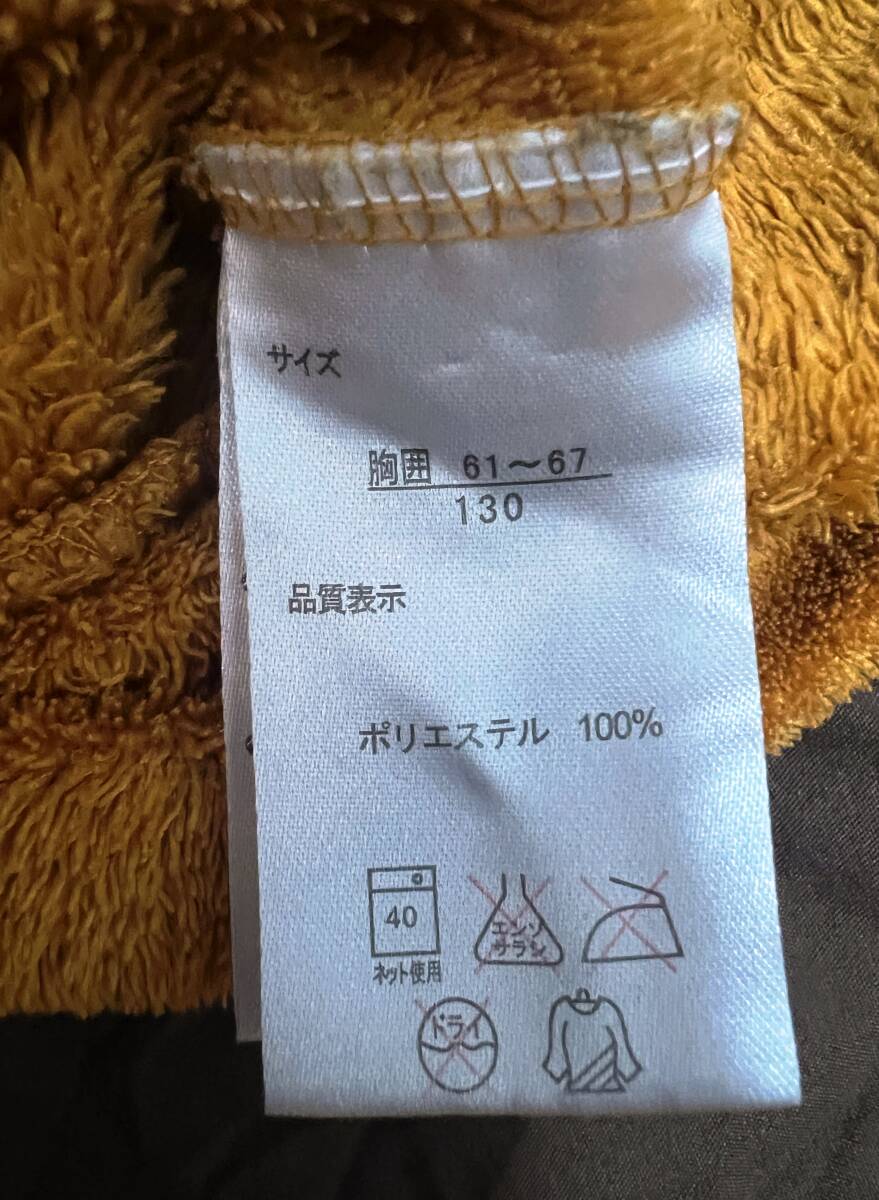 サイズ
胸囲 61～67
130
品質表示
ポリエステル 100%
40
ネット使用
エンソ
サラシ
ドライ